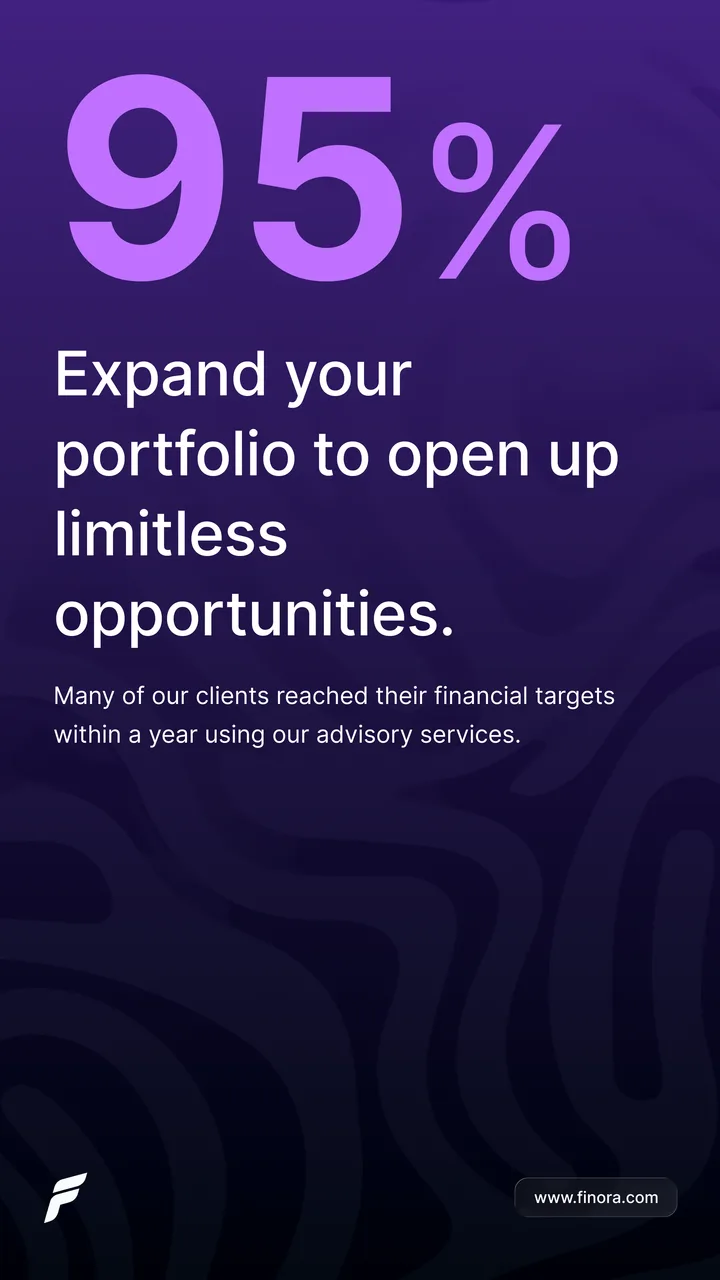 95%
Expand your
portfolio to open up
limitless
opportunities.
Many of our clients reached their financial targets
within a year using our advisory services.
www.finora.com